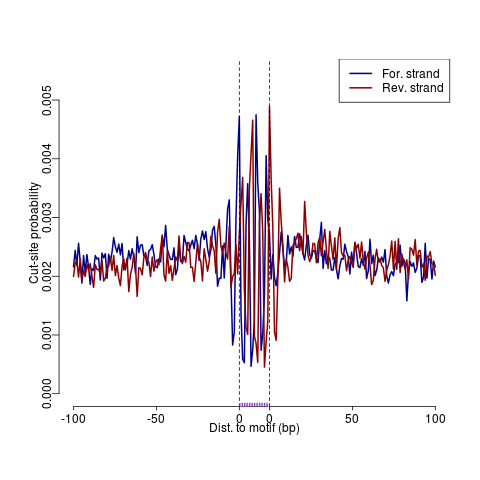 For. strand
Rev. strand
Cut-site probability
0.005
0.004
0.003
0.002
0.001
0.000
-100 -50 0 0 50 100
Dist. to motif (bp)